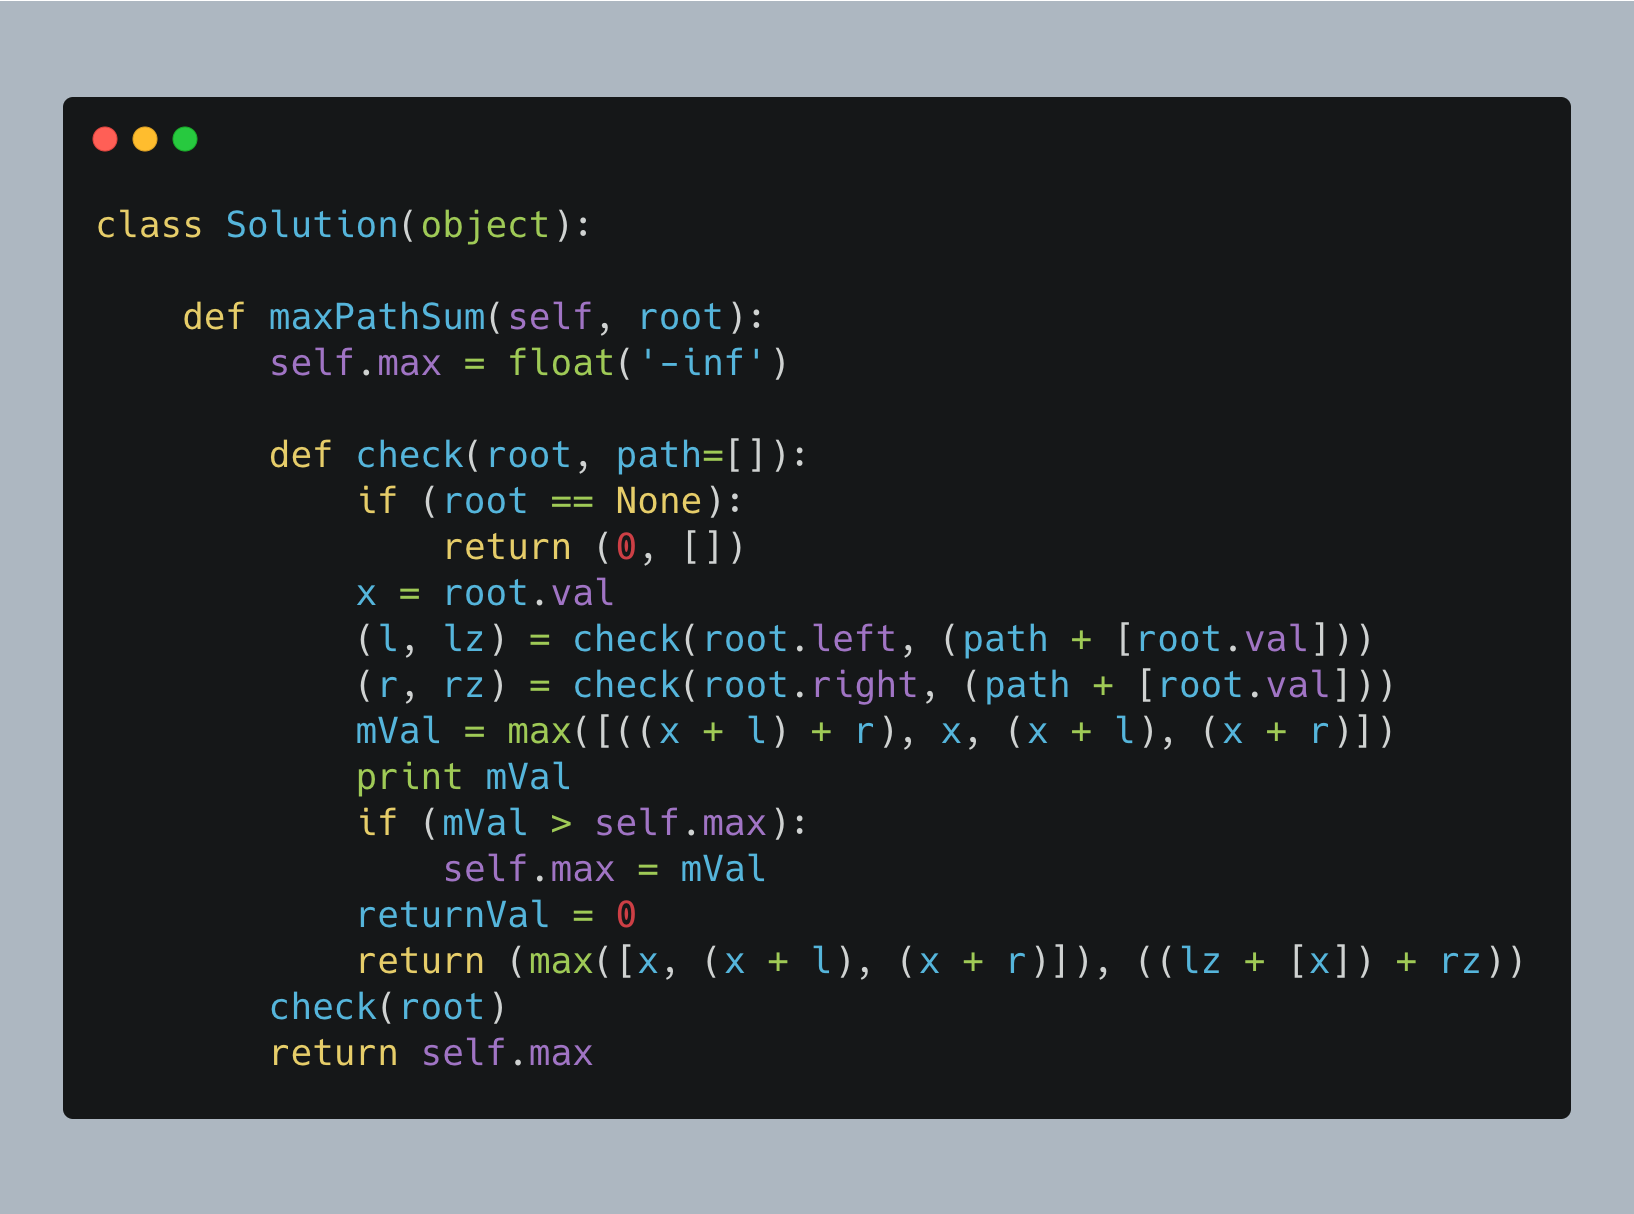 class Solution(object):

    def maxPathSum(self, root):
        self.max = float('-inf')

        def check(root, path=[]):
            if (root == None):
                return (0, [])
            x = root.val
            (l, lz) = check(root.left, (path + [root.val]))
            (r, rz) = check(root.right, (path + [root.val]))
            mVal = max([((x + l) + r), x, (x + l), (x + r)])
            print mVal
            if (mVal > self.max):
                self.max = mVal
            returnVal = 0
            return (max([x, (x + l), (x + r)]), ((lz + [x]) + rz))
        check(root)
        return self.max